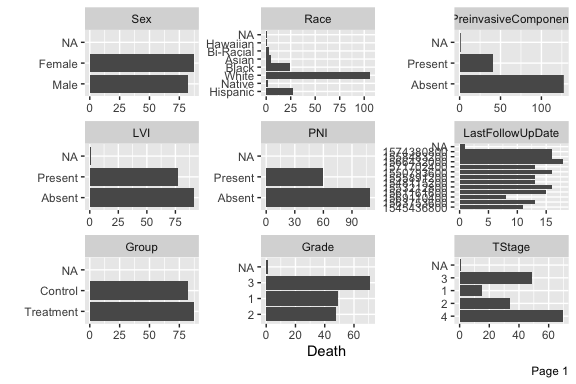 Sex
Race
PreinvasiveComponen
NA
Female
Male
0
25
50
75
NA
Hawaiian
Bi-Racial
Asian
Black
White
Native
Hispanic
0
25
50
75
100
NA
Present
Absent
0
50
100
LVI
PNI
LastFollowUpDate
NA
Present
Absent
0
25
50
75
NA
Present
Absent
0
30
60
90
NA
1574380800
1545436800
0
5
10
15
Group
Grade
TStage
NA
Control
Treatment
0
25
50
75
NA
3
1
2
0
20
40
60
NA
3
1
2
4
0
20
40
60
Death
Page 1